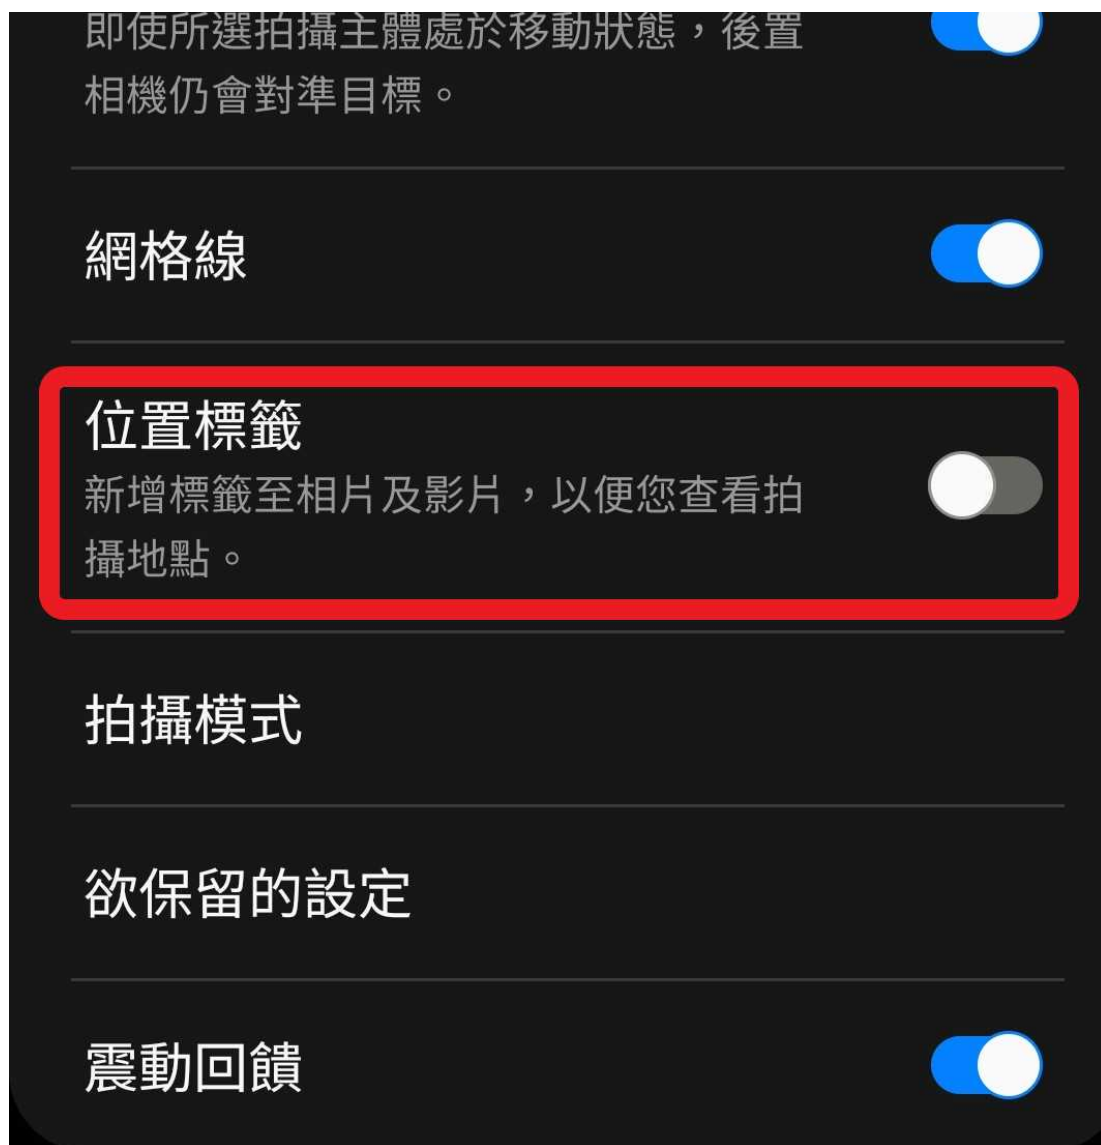 即使所選拍攝主體處於移動狀態，後置
相機仍會對準目標。
網格線
位置標籤
新增標籤至相片及影片，以便您查看拍
攝地點。
拍攝模式
欲保留的設定
震動回饋